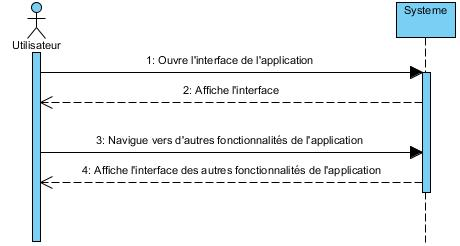 Systeme
Utilisateur
1: Ouvre l'interface de l'application
2: Affiche l'interface
3: Navigue vers d'autres fonctionnalités de l'application
4: Affiche l'interface des autres fonctionnalités de l'application